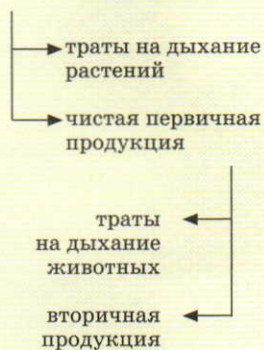 траты на дыхание
растений
чистая первичная
продукция
траты
на дыхание
животных
вторичная
продукция